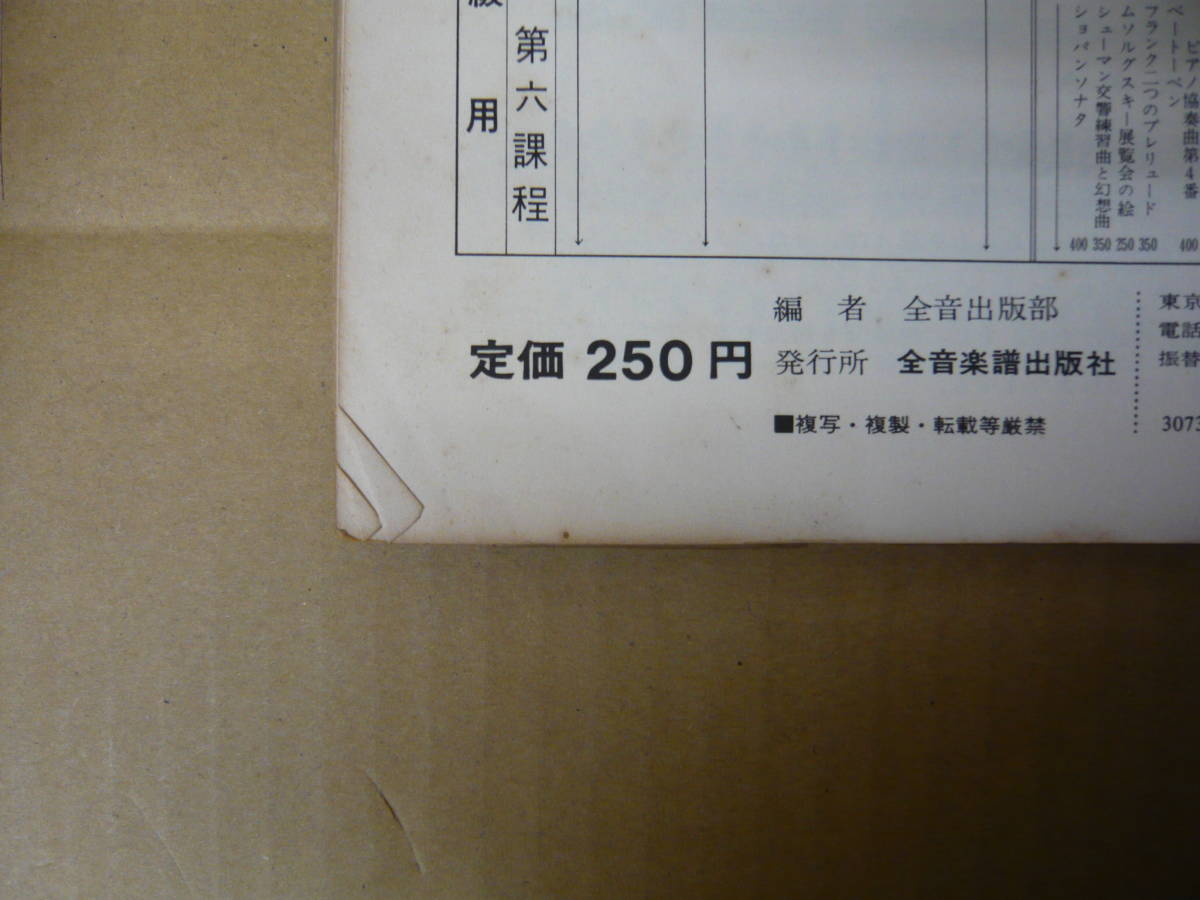 ピアノ協奏曲第4番 400
ベートーベン
フランク二つのプレリュード 350
ムソルグスキー展覧会の絵 250
シューマン交響練習曲と幻想曲 350
ショパンソナタ 400
第六課程
用
編者 全音出版部
定価 250円
発行所 全音楽譜出版社
■複写・複製・転載等厳禁
東京
電話
振替
3073